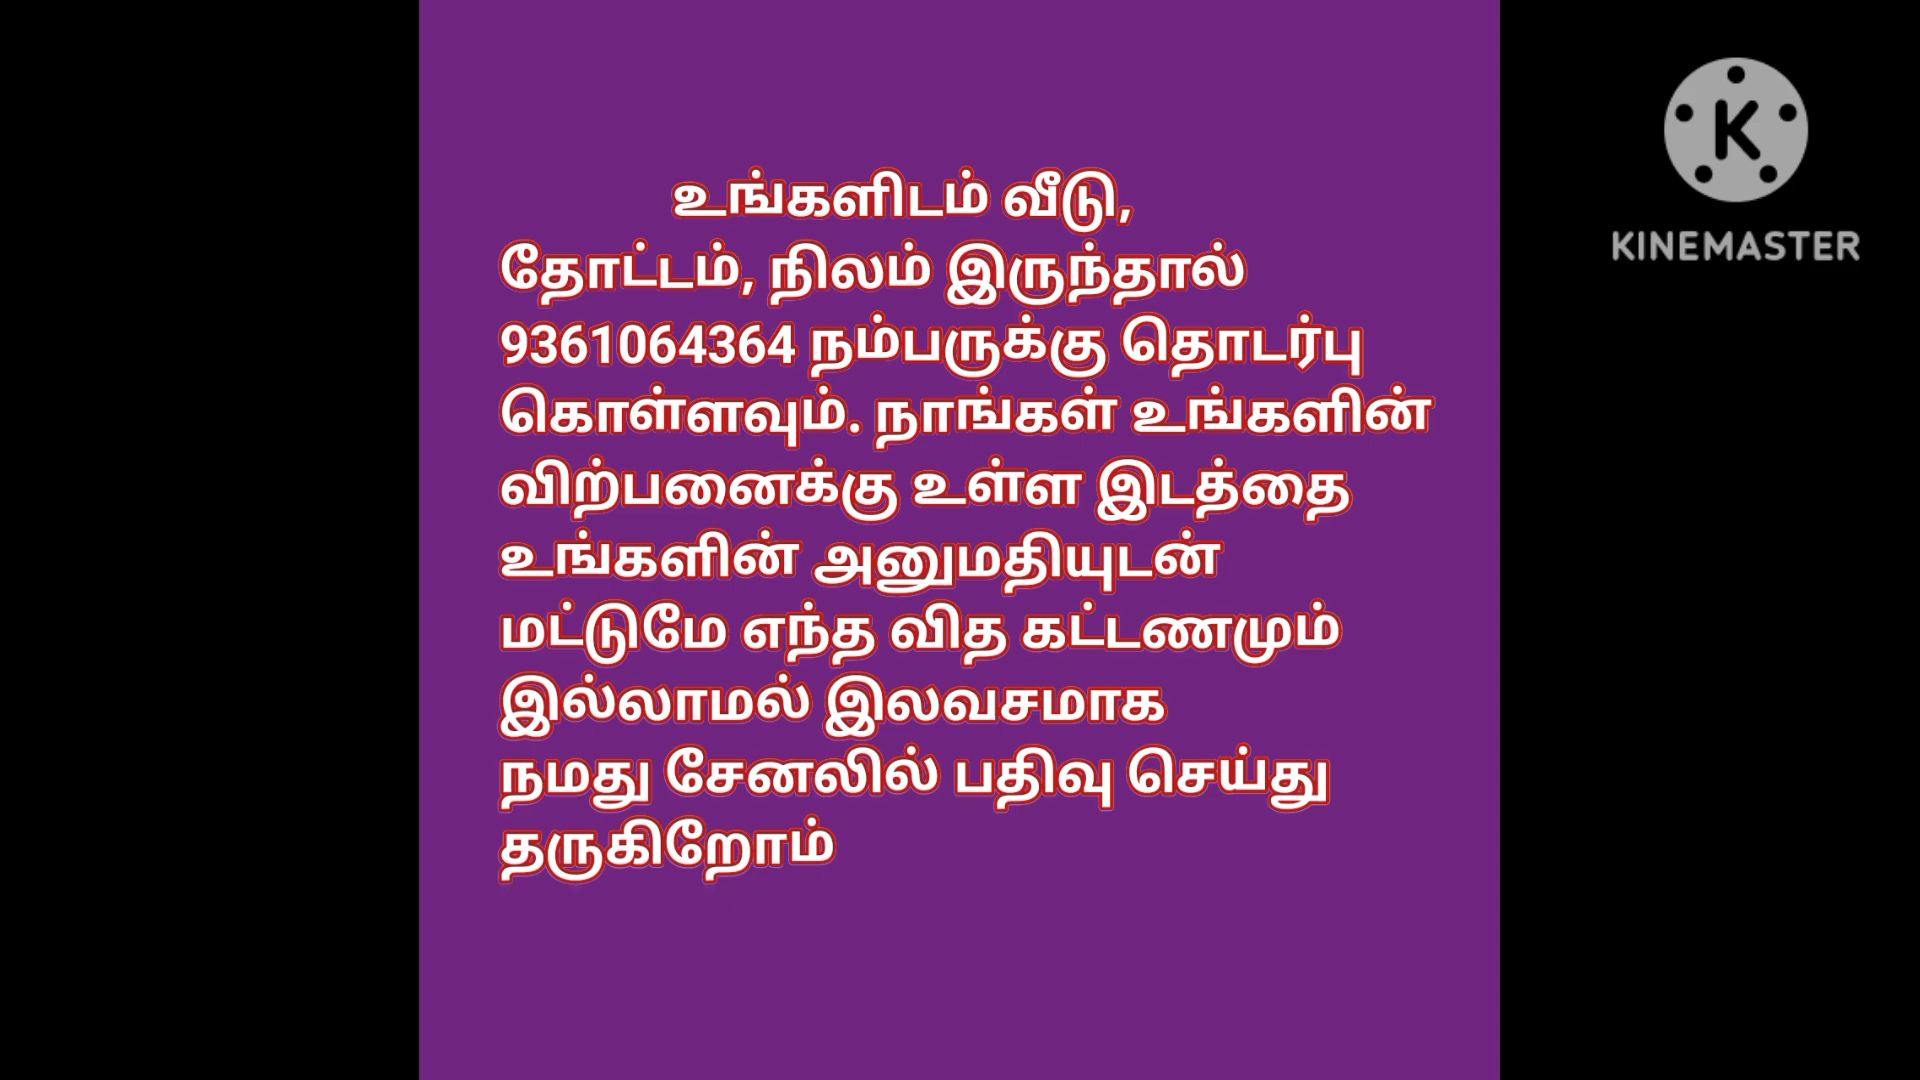 உங்களிடம் வீடு,
தோட்டம், நிலம் இருந்தால்
9361064364 நம்பருக்கு தொடர்பு
கொள்ளவும். நாங்கள் உங்களின்
விற்பனைக்கு உள்ள இடத்தை
உங்களின் அனுமதியுடன்
மட்டுமே எந்த வித கட்டணமும்
இல்லாமல் இலவசமாக
நமது சேனலில் பதிவு செய்து
தருகிறோம்
K
KINEMASTER